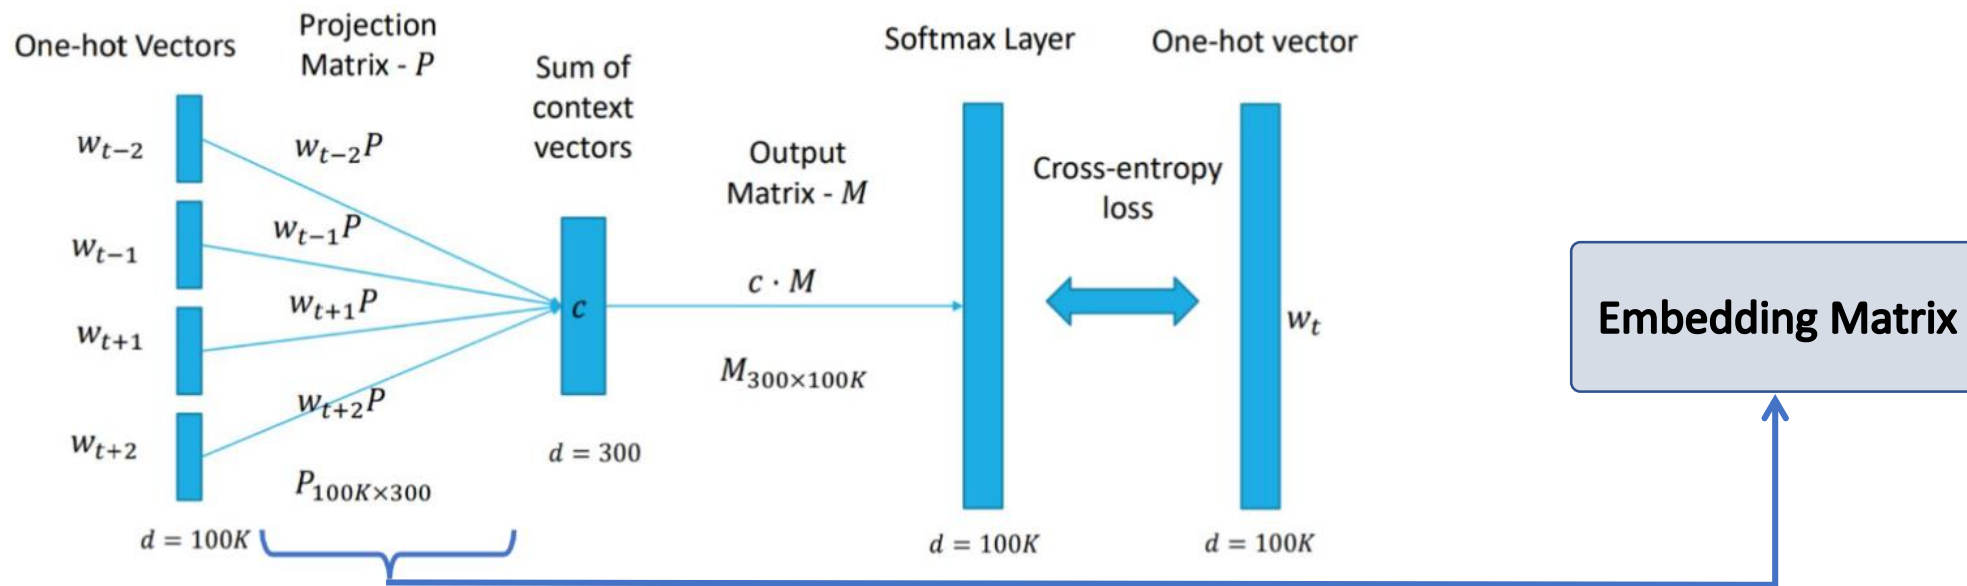 One-hot Vectors
Projection
Matrix - P
Sum of
context
vectors
Softmax Layer
One-hot vector
w_{t-2}
w_{t-2}P
w_{t-1}
w_{t-1}P
w_{t+1}
w_{t+1}P
w_{t+2}
w_{t+2}P
P_{100K×300}
d = 100K
c
d = 300
Output
Matrix - M
c · M
M_{300×100K}
d = 100K
Cross-entropy
loss
w_t
d = 100K
Embedding Matrix